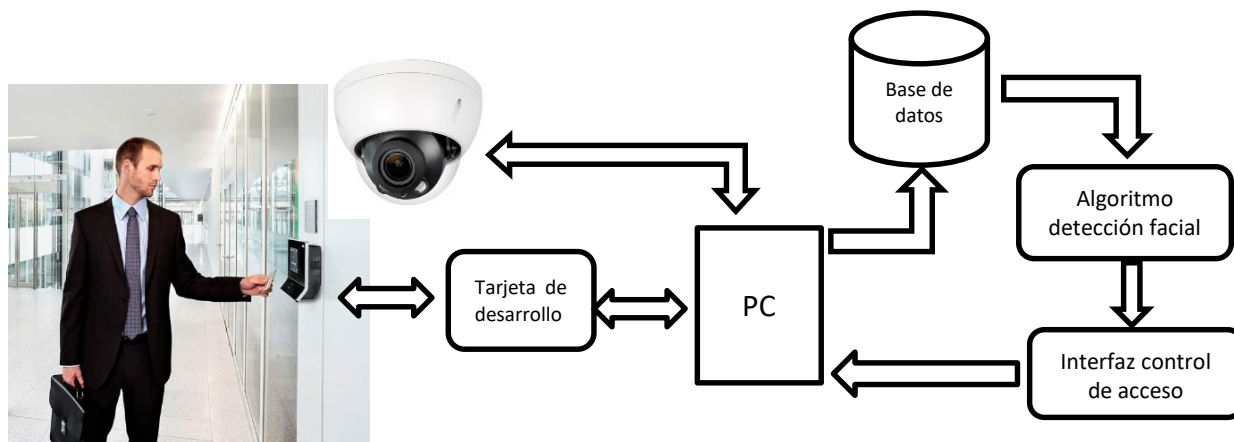 Base de
datos
Algoritmo
detección facial
Tarjeta de
desarrollo
PC
Interfaz control
de acceso